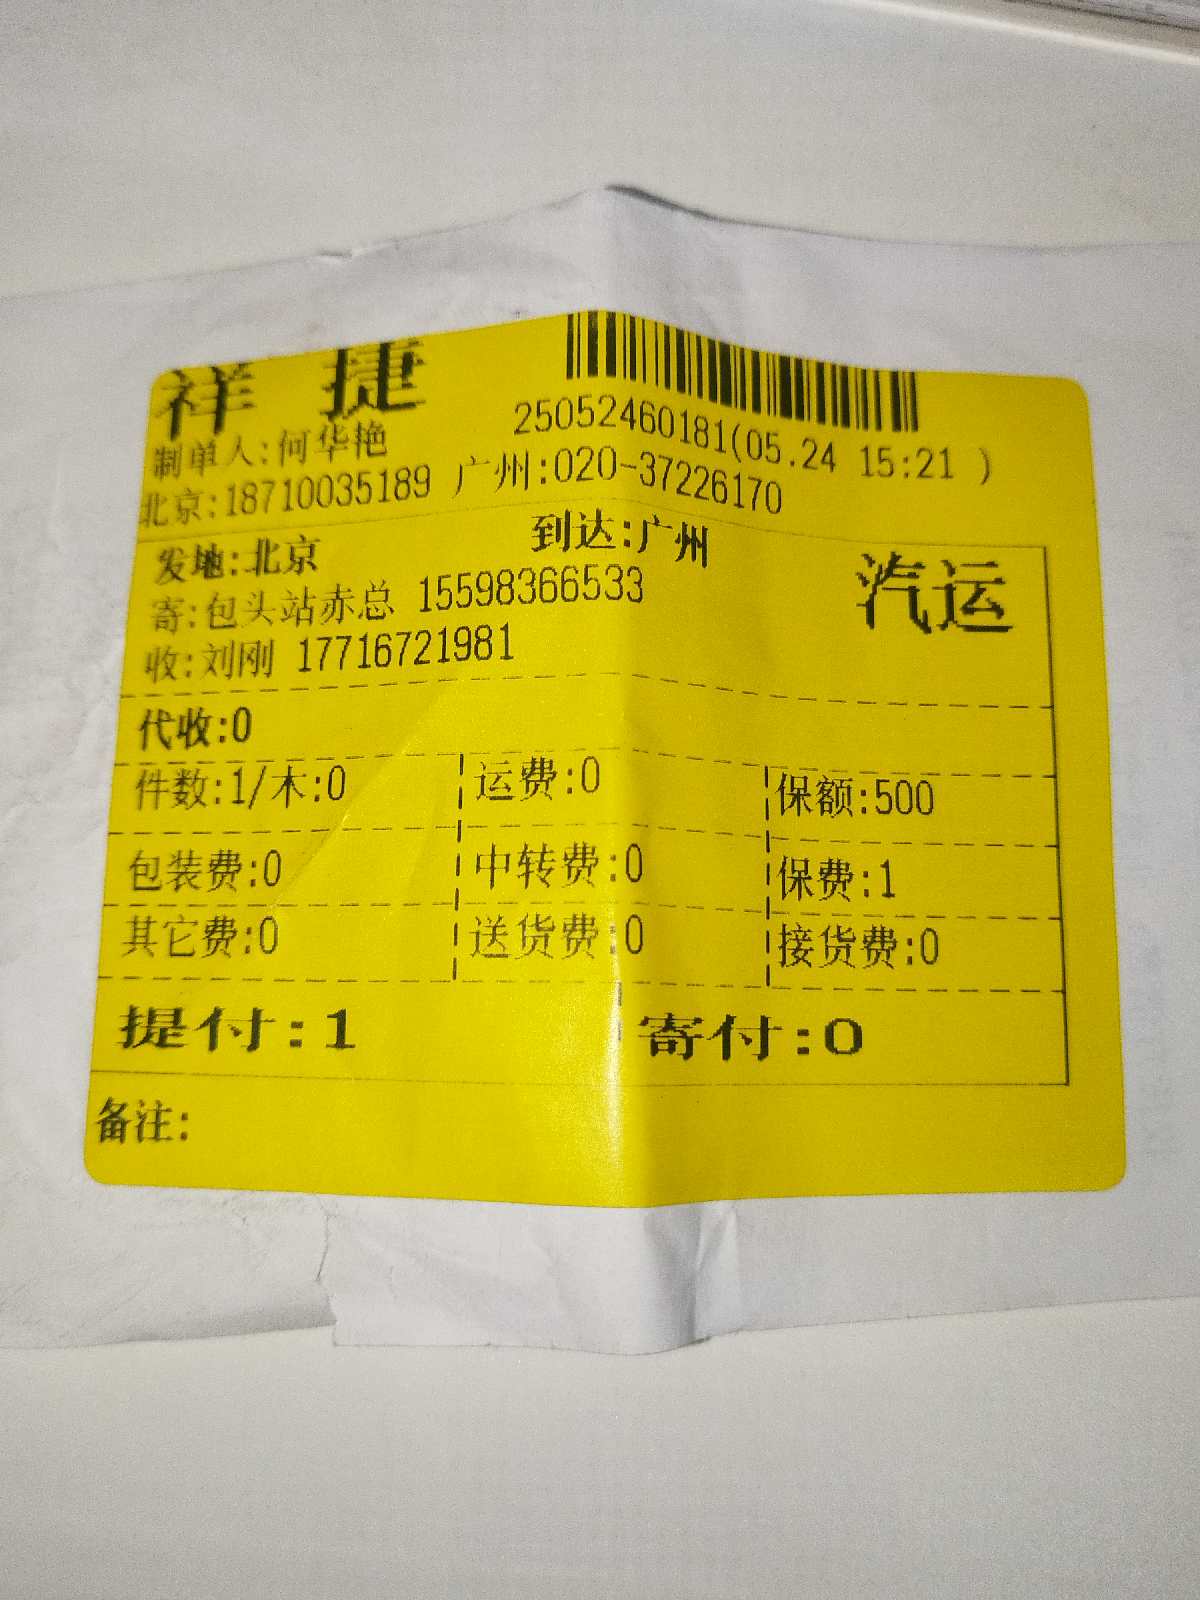 祥 捷
25052460181(05.24 15:21 )
制单人:何华艳
北京:18710035189 广州:020-37226170
发地:北京 到达:广州
汽运
寄:包头站赤总 15598366533
收:刘刚 17716721981
代收:0
件数:1/木:0 运费:0 保额:500
包装费:0 中转费:0 保费:1
其它费:0 送货费:0 接货费:0
提付:1 寄付:0
备注: